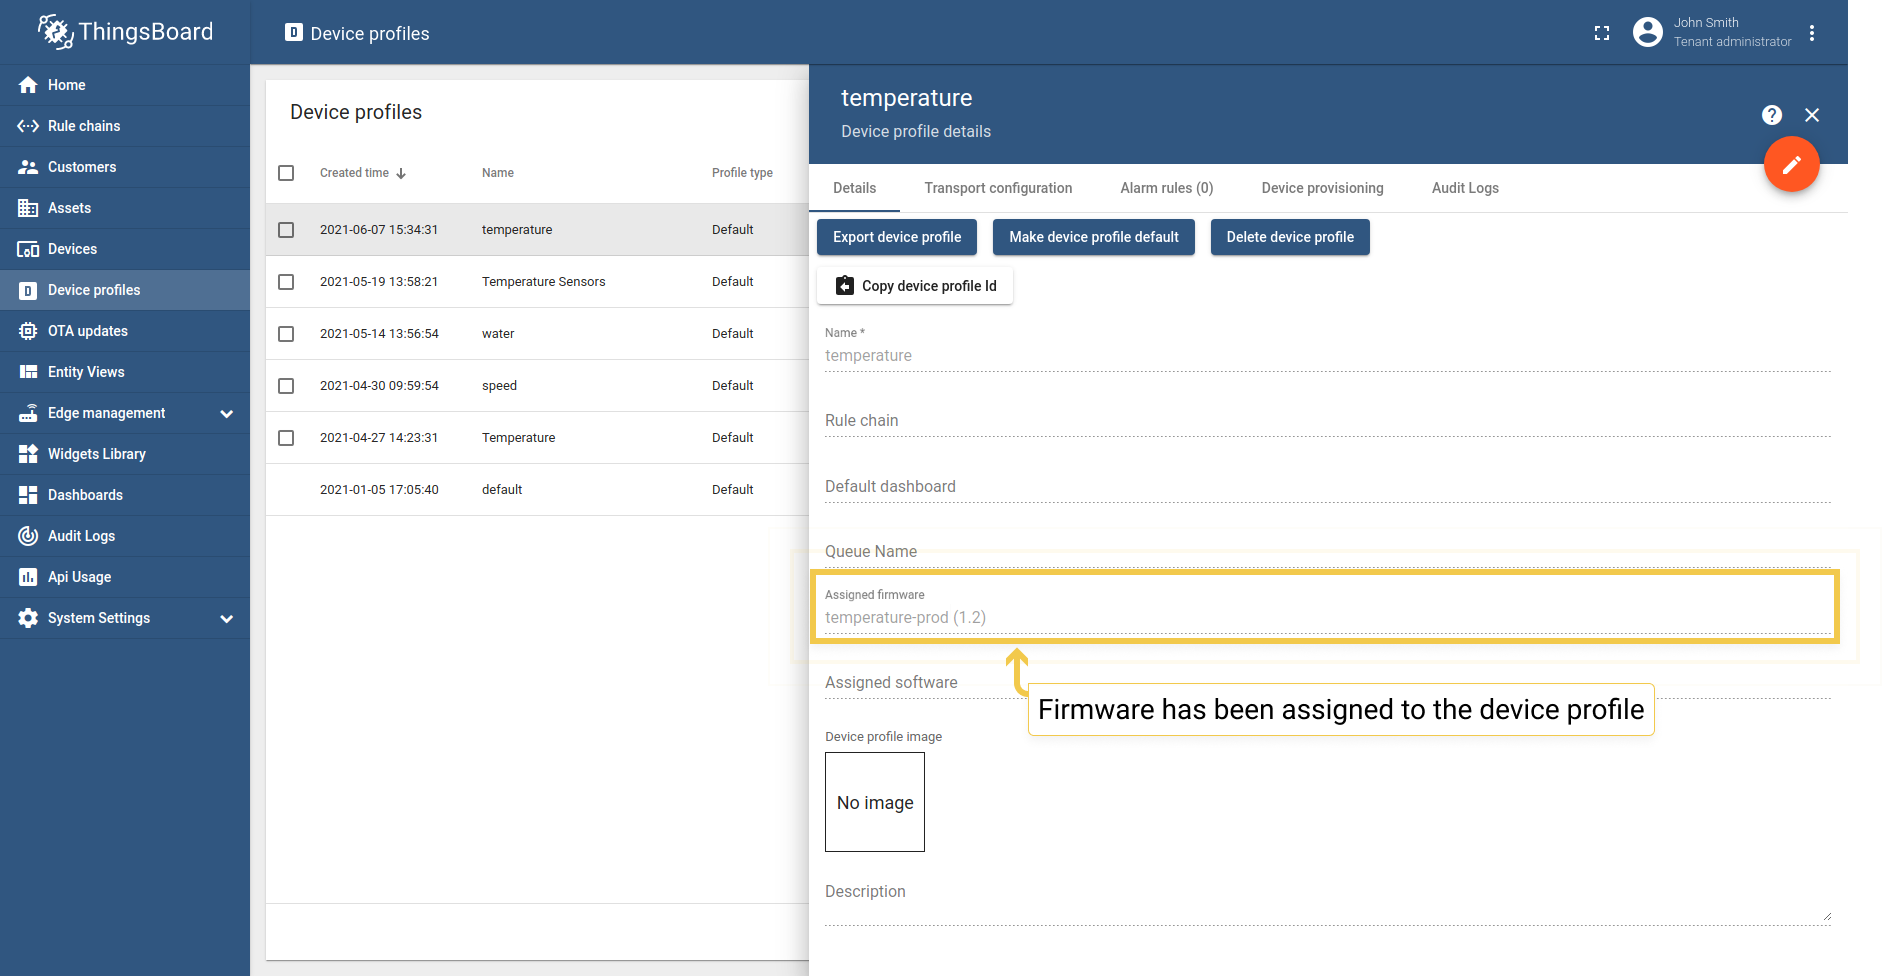 ThingsBoard
Device profiles
John Smith
Tenant administrator
Home
Rule chains
Customers
Assets
Devices
Device profiles
OTA updates
Entity Views
Edge management
Widgets Library
Dashboards
Audit Logs
Api Usage
System Settings
Device profiles
Created time Name Profile type
2021-06-07 15:34:31 temperature Default
2021-05-19 13:58:21 Temperature Sensors Default
2021-05-14 13:56:54 water Default
2021-04-30 09:59:54 speed Default
2021-04-27 14:23:31 Temperature Default
2021-01-05 17:05:40 default Default
temperature
Device profile details
Details Transport configuration Alarm rules (0) Device provisioning Audit Logs
Export device profile Make device profile default Delete device profile
Copy device profile Id
Name *
temperature
Rule chain
Default dashboard
Queue Name
Assigned firmware
temperature-prod (1.2)
Assigned software
Firmware has been assigned to the device profile
Device profile image
No image
Description